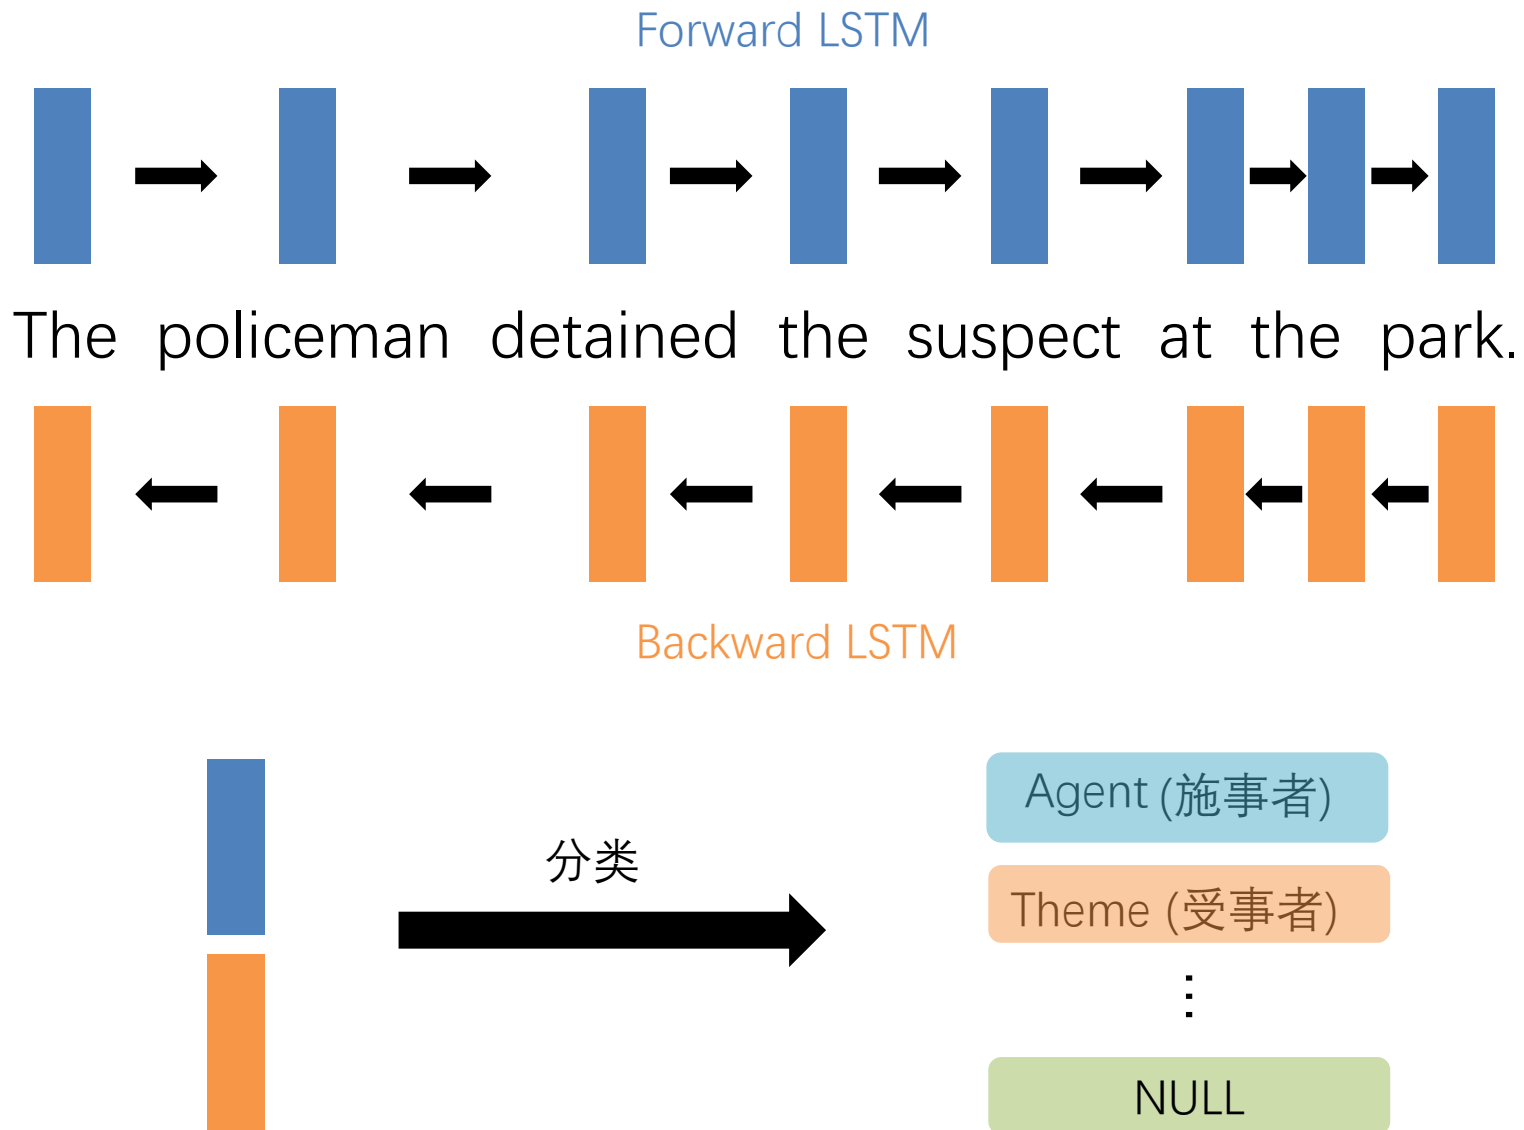 Forward LSTM
The policeman detained the suspect at the park.
Backward LSTM
分类
Agent (施事者)
Theme (受事者)
⋮
NULL